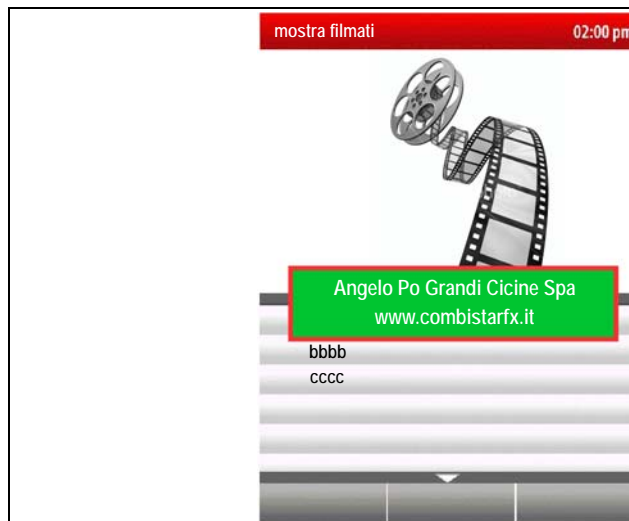 mostra filmati
02:00 pm
Angelo Po Grandi Cicine Spa
www.combistarfx.it
bbbb
cccc